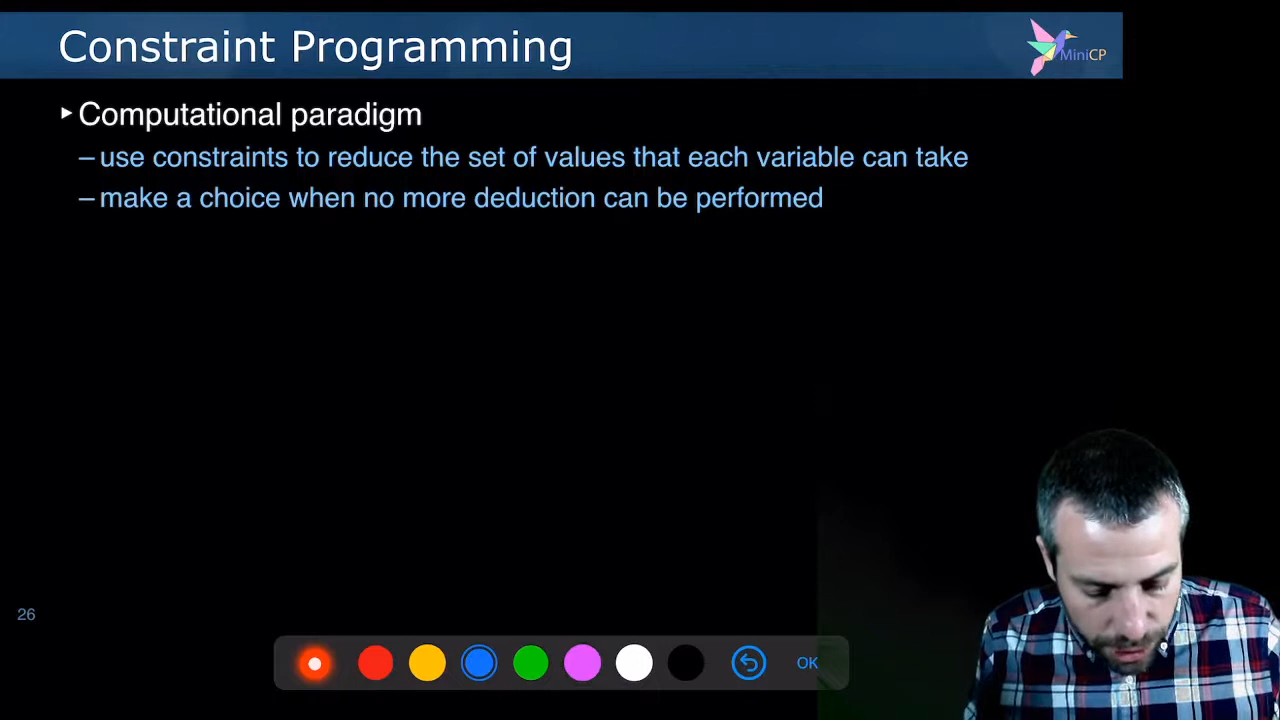 Constraint Programming
MiniCP
‣ Computational paradigm
– use constraints to reduce the set of values that each variable can take
– make a choice when no more deduction can be performed
26
OK